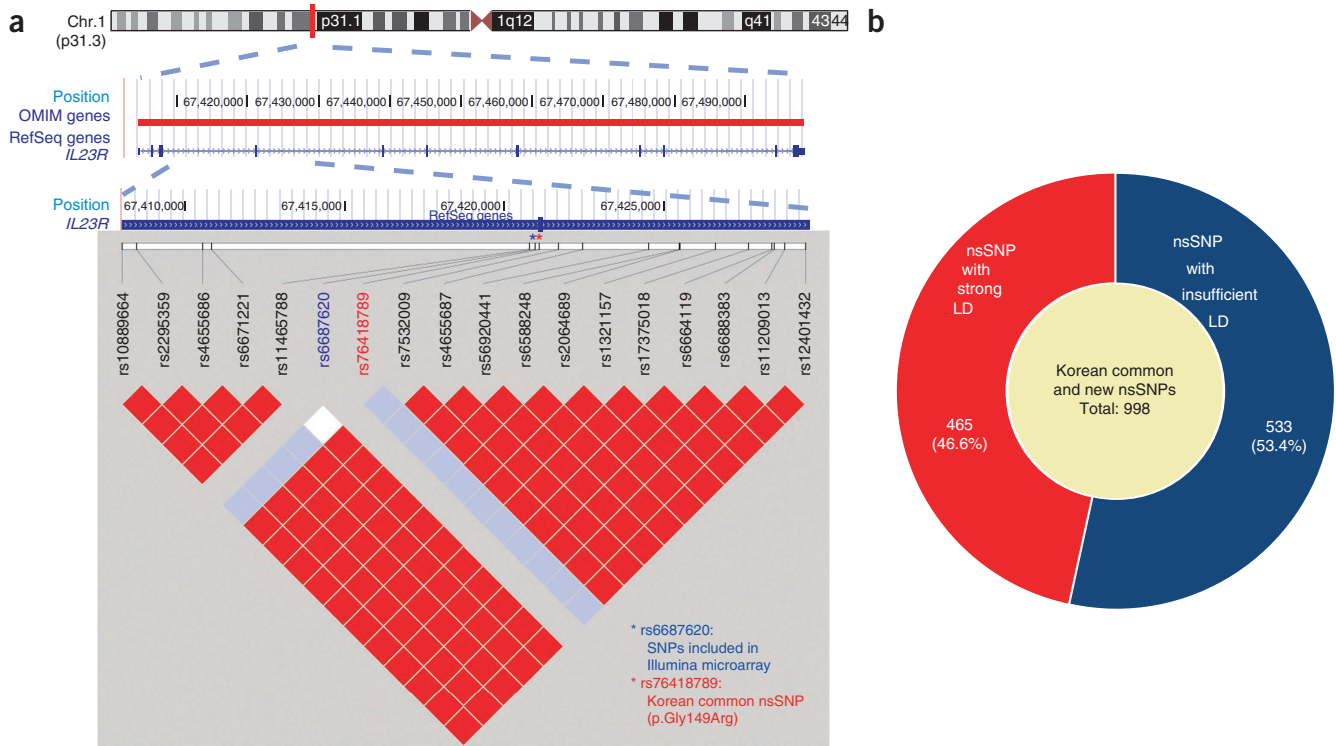 a
Chr.1
(p31.3)
p31.1
1q12
q41
43
44
Position
67,420,000
67,430,000
67,440,000
67,450,000
67,460,000
67,470,000
67,480,000
67,490,000
OMIM genes
RefSeq genes
IL23R
Position
67,410,000
67,415,000
67,420,000
67,425,000
RefSeq genes
IL23R
**
rs10889664
rs2295359
rs4655686
rs6671221
rs11465788
rs6687620
rs76418789
rs7532009
rs4655687
rs56920441
rs6588248
rs2064689
rs1321157
rs17375018
rs6664119
rs6688383
rs11209013
rs12401432
* rs6687620:
SNPs included in
Illumina microarray
* rs76418789:
Korean common nsSNP
(p.Gly149Arg)
b
nsSNP
with
strong
LD
465
(46.6%)
nsSNP
with
insufficient
LD
533
(53.4%)
Korean common
and new nsSNPs
Total: 998